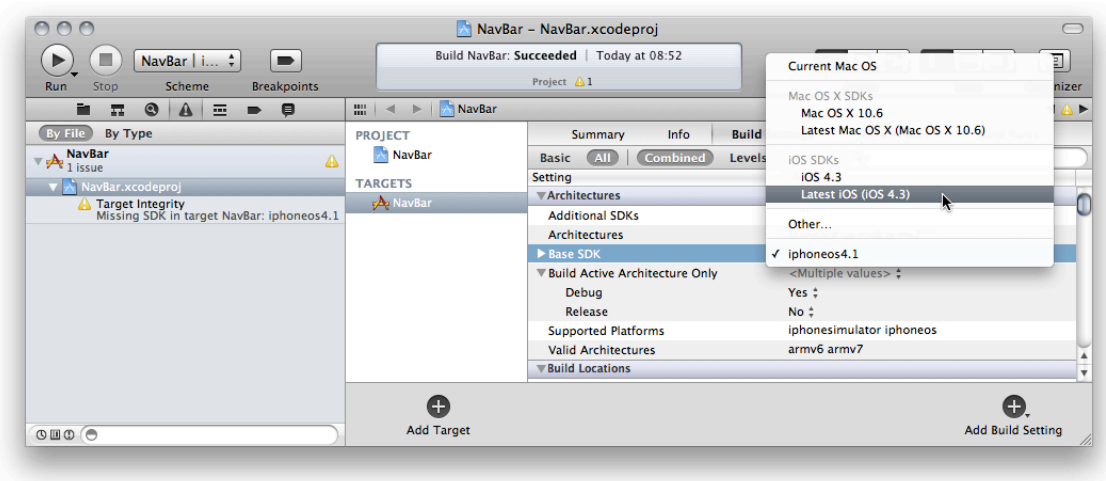 NavBar – NavBar.xcodeproj
NavBar | i...
Run
Stop
Scheme
Breakpoints
Build NavBar: Succeeded | Today at 08:52
Project 1
NavBar
By File By Type
NavBar
1 issue
NavBar.xcodeproj
Target Integrity
Missing SDK in target NavBar: iphoneos4.1
PROJECT
NavBar
TARGETS
NavBar
Summary Info Build
Basic All Combined Levels
Setting
Architectures
Additional SDKs
Architectures
Base SDK
Build Active Architecture Only <Multiple values>
Debug Yes
Release No
Supported Platforms iphonesimulator iphoneos
Valid Architectures armv6 armv7
Build Locations
Current Mac OS
Mac OS X SDKs
Mac OS X 10.6
Latest Mac OS X (Mac OS X 10.6)
iOS SDKs
iOS 4.3
Latest iOS (iOS 4.3)
Other...
✓ iphoneos4.1
Add Target
Add Build Setting